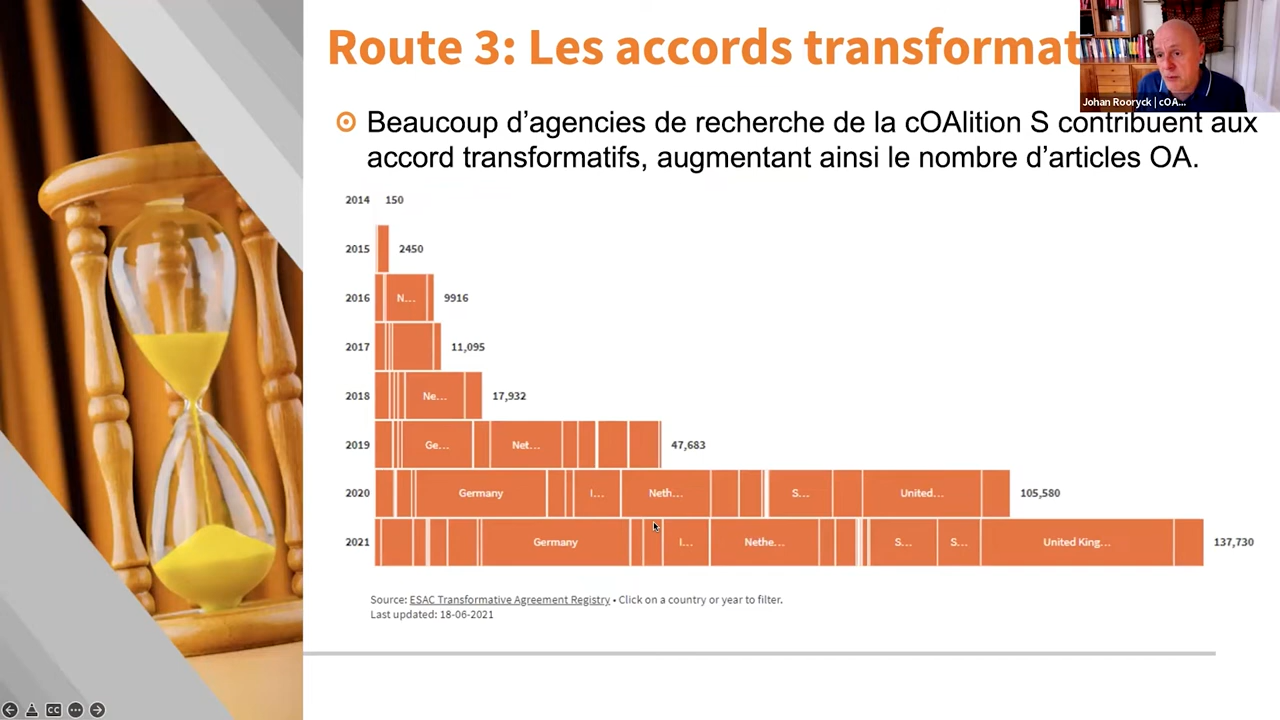 Route 3: Les accords transformat
Johan Rooryck | cOA...
Beaucoup d’agencies de recherche de la cOAlition S contribuent aux
accord transformatifs, augmentant ainsi le nombre d’articles OA.
2014 150
2015 2450
2016 N... 9916
2017 11,095
2018 Ne... 17,932
2019 Ge... Net... 47,683
2020 Germany I... Neth... S... United... 105,580
2021 Germany I... Nethe... S... S... United King... 137,730
Source: ESAC Transformative Agreement Registry • Click on a country or year to filter.
Last updated: 18-06-2021
CC